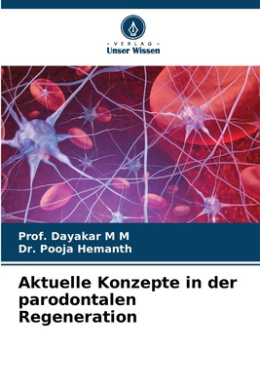 VERLAG
Unser Wissen
Prof. Dayakar M M
Dr. Pooja Hemanth
Aktuelle Konzepte in der
parodontalen
Regeneration